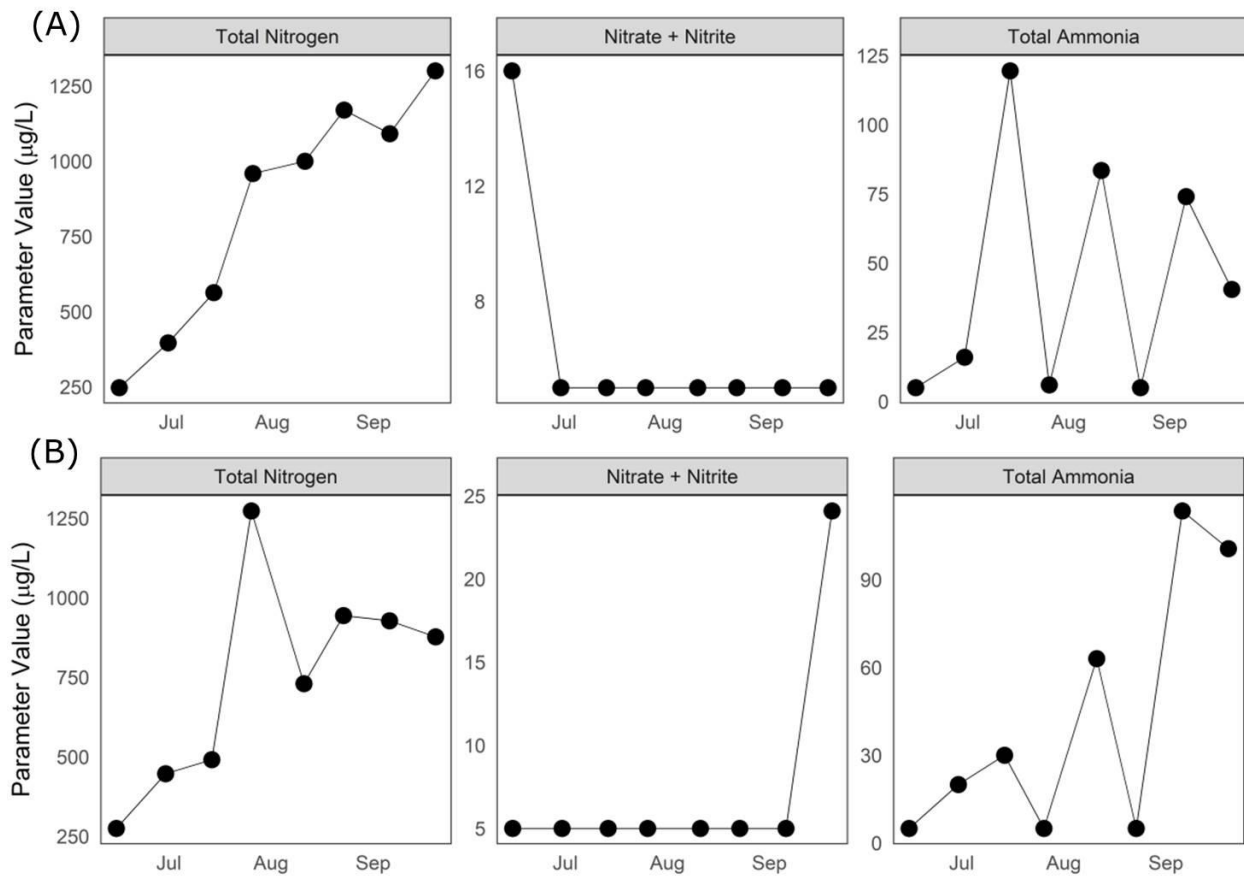 (A)
Total Nitrogen
Nitrate + Nitrite
Total Ammonia
Parameter Value (µg/L)
1250
1000
750
500
250
16
12
8
125
100
75
50
25
0
Jul Aug Sep
Jul Aug Sep
Jul Aug Sep
(B)
Total Nitrogen
Nitrate + Nitrite
Total Ammonia
Parameter Value (µg/L)
1250
1000
750
500
250
25
20
15
10
5
90
60
30
0
Jul Aug Sep
Jul Aug Sep
Jul Aug Sep